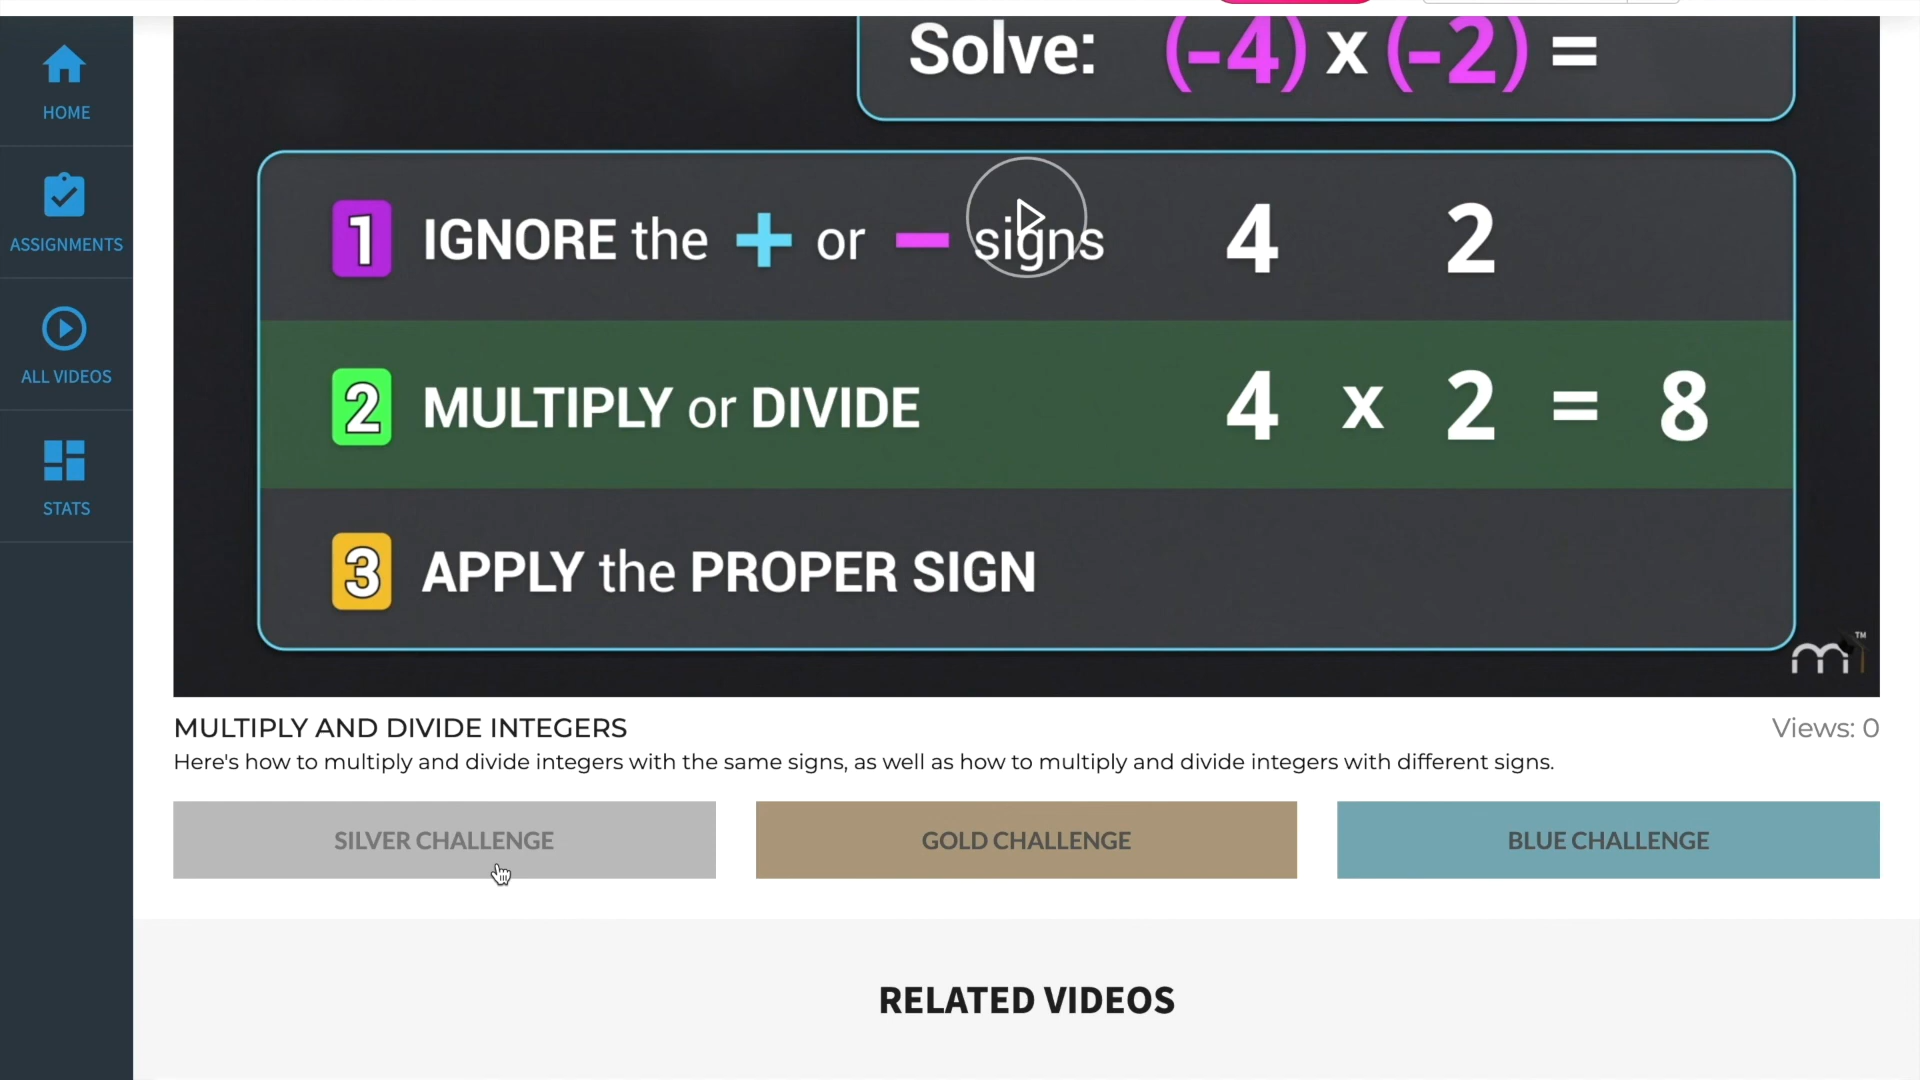 Solve: (-4) x (-2) =
HOME
1 IGNORE the + or - signs 4 2
ASSIGNMENTS
2 MULTIPLY or DIVIDE 4 x 2 = 8
ALL VIDEOS
STATS
3 APPLY the PROPER SIGN
m TM
MULTIPLY AND DIVIDE INTEGERS Views: 0
Here's how to multiply and divide integers with the same signs, as well as how to multiply and divide integers with different signs.
SILVER CHALLENGE GOLD CHALLENGE BLUE CHALLENGE
RELATED VIDEOS